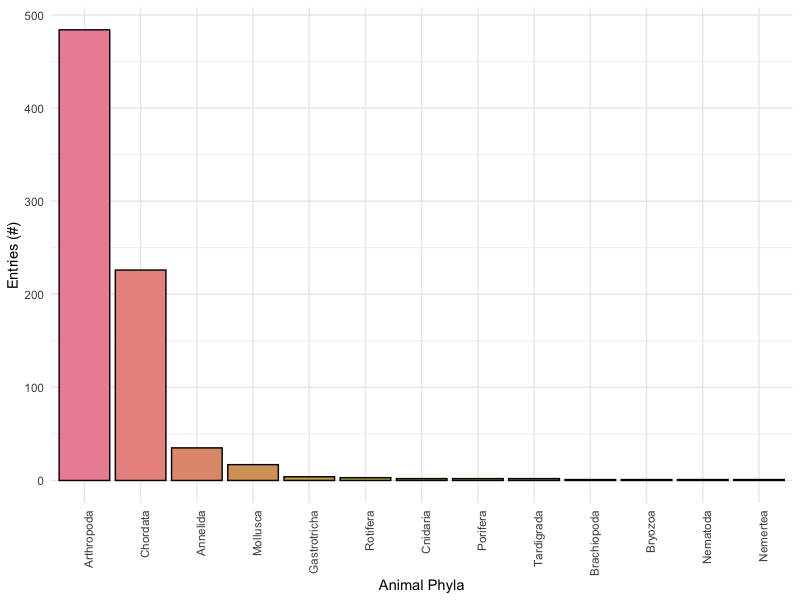 500
400
300
200
100
0
Entries (#)
Arthropoda
Chordata
Annelida
Mollusca
Gastrotricha
Rotifera
Cnidaria
Porifera
Tardigrada
Brachiopoda
Bryozoa
Nematoda
Nemertea
Animal Phyla